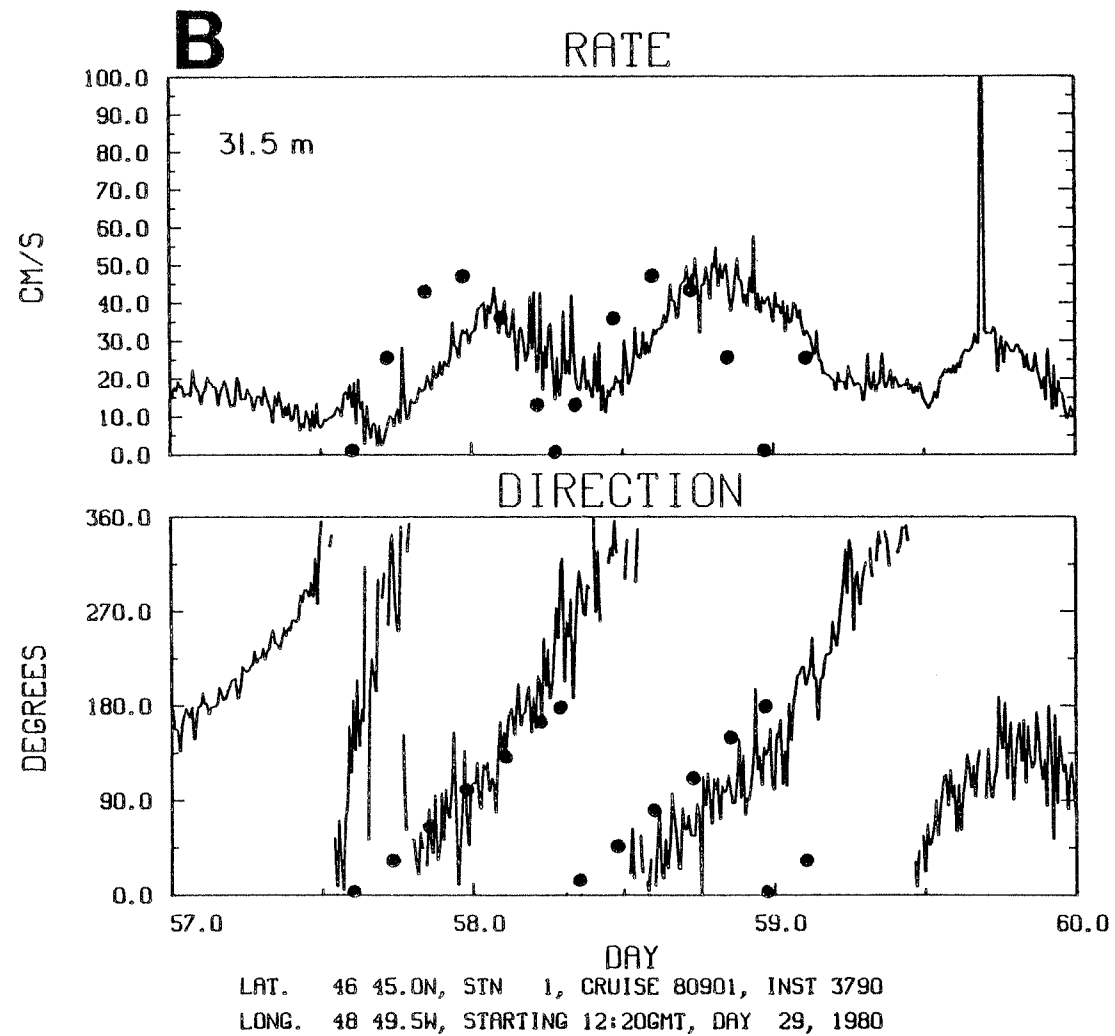 B
RATE
100.0
90.0
80.0
70.0
60.0
50.0
40.0
30.0
20.0
10.0
0.0
CM/S
31.5 m
DIRECTION
360.0
270.0
180.0
90.0
0.0
DEGREES
57.0 58.0 59.0 60.0
DAY
LAT. 46 45.0N, STN 1, CRUISE 80901, INST 3790
LONG. 48 49.5W, STARTING 12:20GMT, DAY 29, 1980